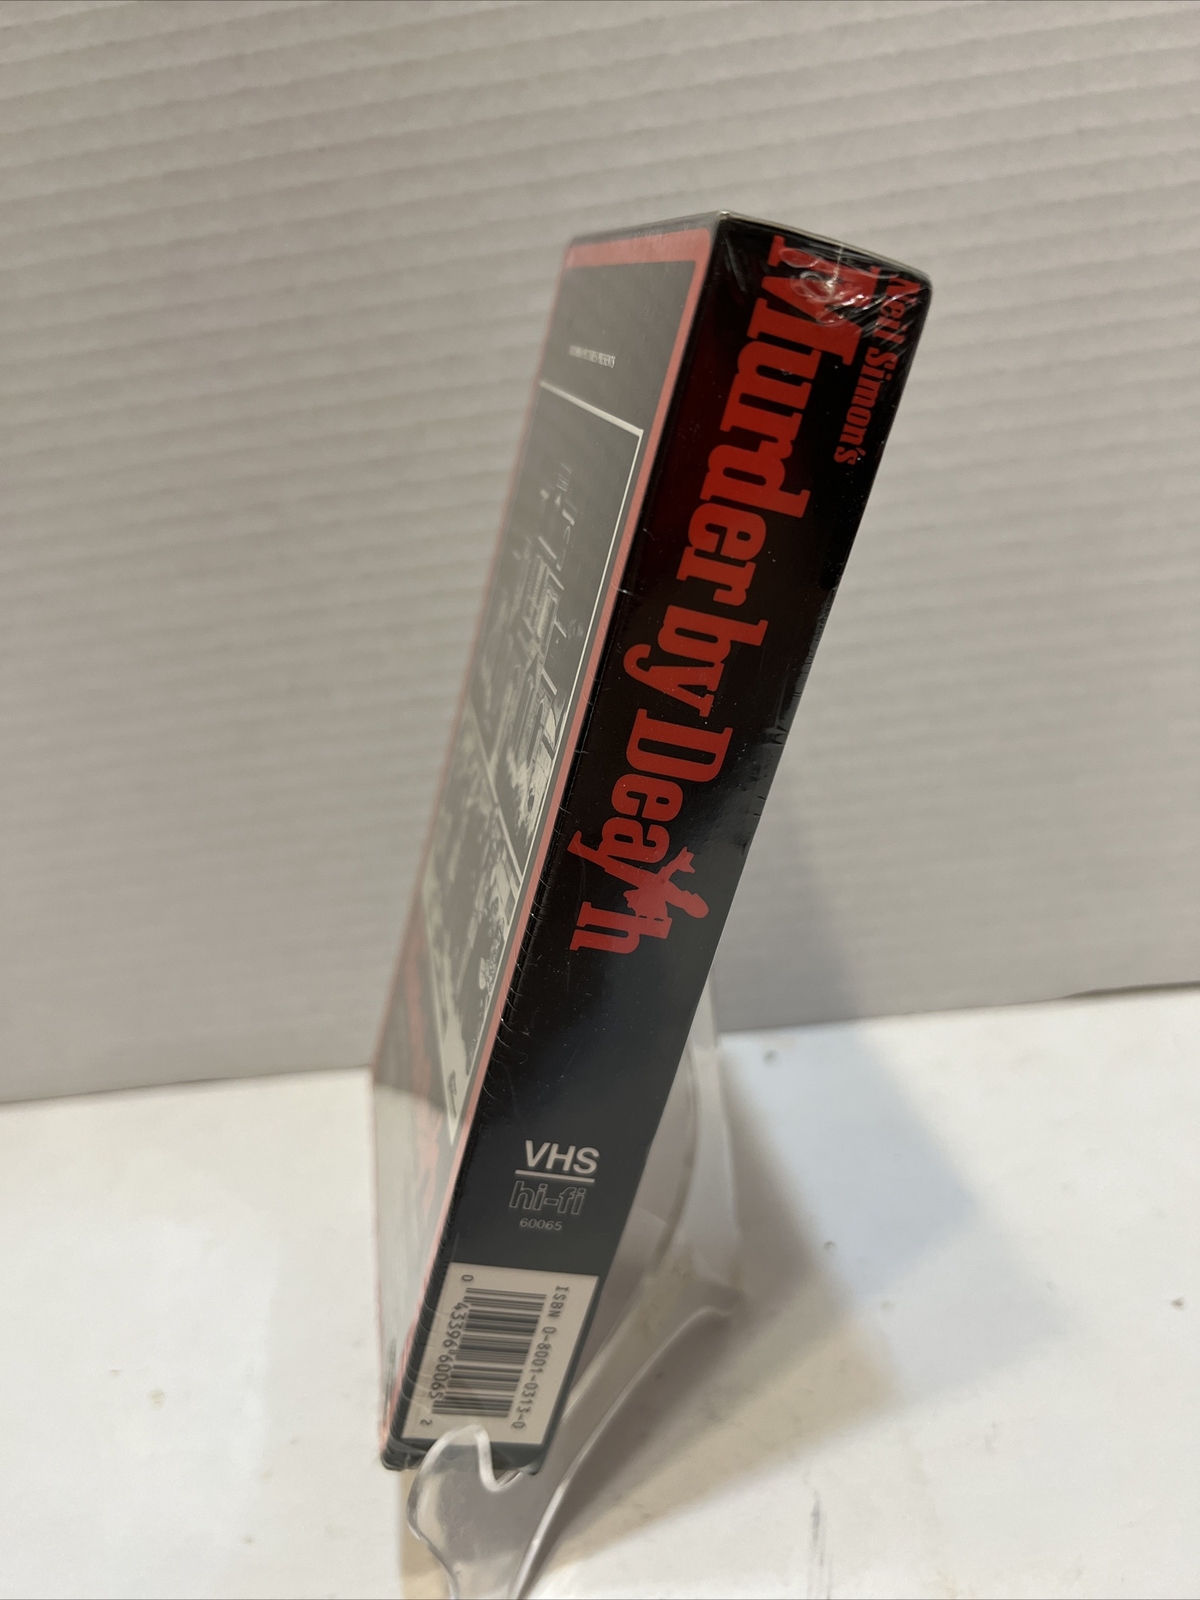 Neil Simon's
Murder by Death
VHS
hi-fi
60065
ISBN 0-8001-0313-0
0 43396 60065 2